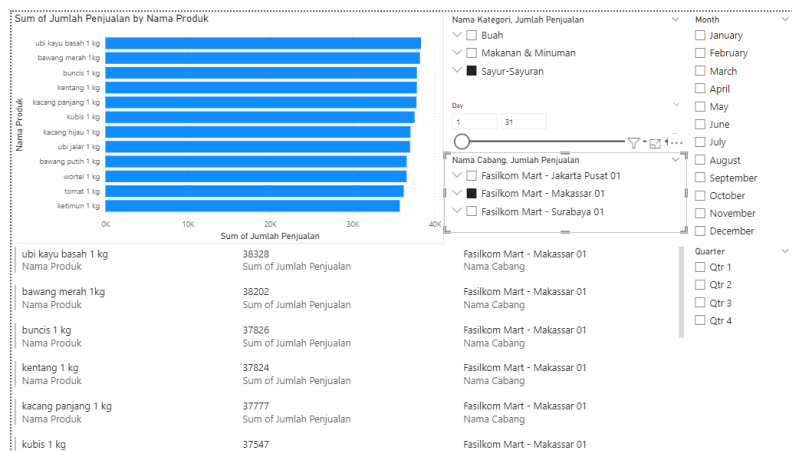 Sum of Jumlah Penjualan by Nama Produk
Nama Produk
ubi kayu basah 1 kg
bawang merah 1kg
buncis 1 kg
kentang 1 kg
kacang panjang 1 kg
kubis 1 kg
kacang hijau 1 kg
ubi jalar 1 kg
bawang putih 1 kg
wortel 1 kg
tomat 1 kg
ketimun 1 kg
0K 10K 20K 30K 40K
Sum of Jumlah Penjualan
Nama Kategori, Jumlah Penjualan
Buah
Makanan & Minuman
Sayur-Sayuran
Day
1 31
Nama Cabang, Jumlah Penjualan
Fasilkom Mart - Jakarta Pusat 01
Fasilkom Mart - Makassar 01
Fasilkom Mart - Surabaya 01
Month
January
February
March
April
May
June
July
August
September
October
November
December
Quarter
Qtr 1
Qtr 2
Qtr 3
Qtr 4
ubi kayu basah 1 kg 38328 Fasilkom Mart - Makassar 01
Nama Produk Sum of Jumlah Penjualan Nama Cabang
bawang merah 1kg 38202 Fasilkom Mart - Makassar 01
Nama Produk Sum of Jumlah Penjualan Nama Cabang
buncis 1 kg 37826 Fasilkom Mart - Makassar 01
Nama Produk Sum of Jumlah Penjualan Nama Cabang
kentang 1 kg 37824 Fasilkom Mart - Makassar 01
Nama Produk Sum of Jumlah Penjualan Nama Cabang
kacang panjang 1 kg 37777 Fasilkom Mart - Makassar 01
Nama Produk Sum of Jumlah Penjualan Nama Cabang
kubis 1 kg 37547 Fasilkom Mart - Makassar 01